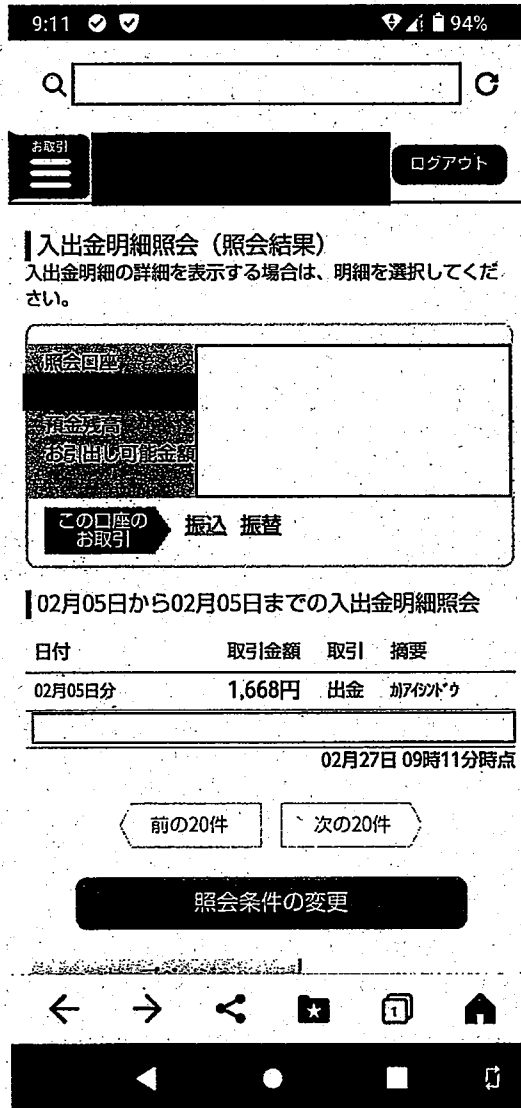 9:11 94%
お取引
ログアウト
入出金明細照会（照会結果）
入出金明細の詳細を表示する場合は、明細を選択してくだ
さい。
照会口座
預金残高
お引出し可能金額
この口座の
お取引
振込 振替
02月05日から02月05日までの入出金明細照会
日付 取引金額 取引 摘要
02月05日分 1,668円 出金 ｶ)ｱｲｼﾝﾄﾞｳ
02月27日 09時11分時点
前の20件 次の20件
照会条件の変更
1